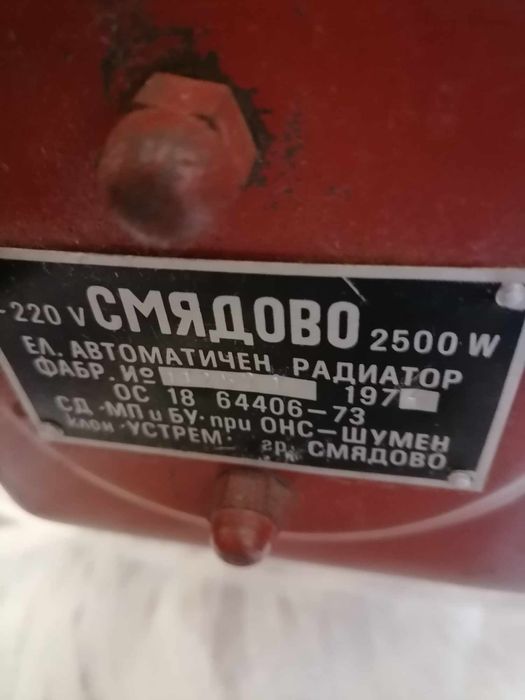 ~220 V СМЯДОВО 2500 W
ЕЛ. АВТОМАТИЧЕН РАДИАТОР
ФАБР. И° 197
ОС 18 64406-73
СД "МП и БУ" при ОНС-ШУМЕН
клон "УСТРЕМ" гр. СМЯДОВО